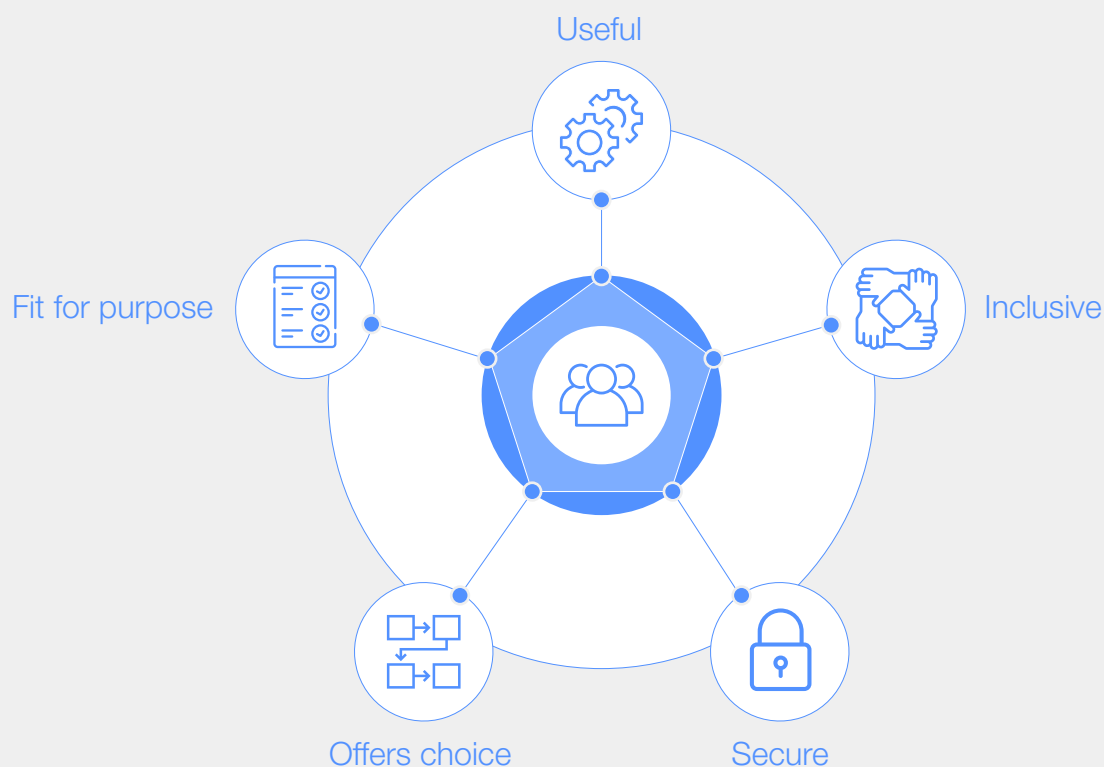 Useful
Fit for purpose
Inclusive
Offers choice
Secure